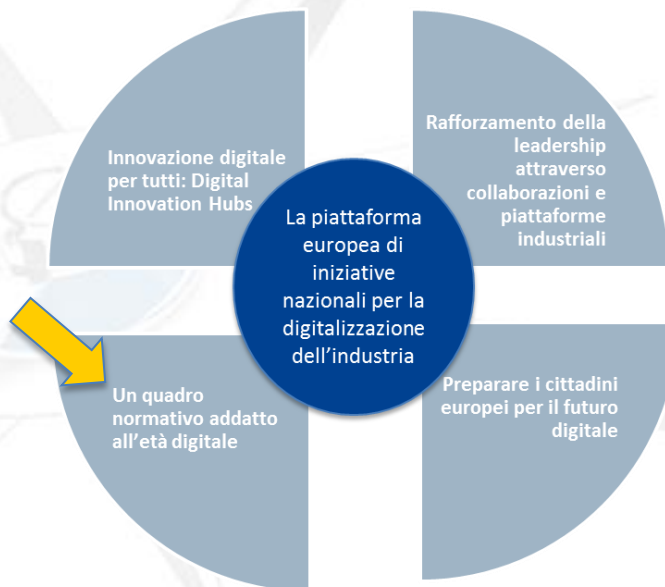 Innovazione digitale
per tutti: Digital
Innovation Hubs
Rafforzamento della
leadership
attraverso
collaborazioni e
piattaforme
industriali
La piattaforma
europea di
iniziative
nazionali per la
digitalizzazione
dell’industria
Un quadro
normativo addatto
all’età digitale
Preparare i cittadini
europei per il futuro
digitale